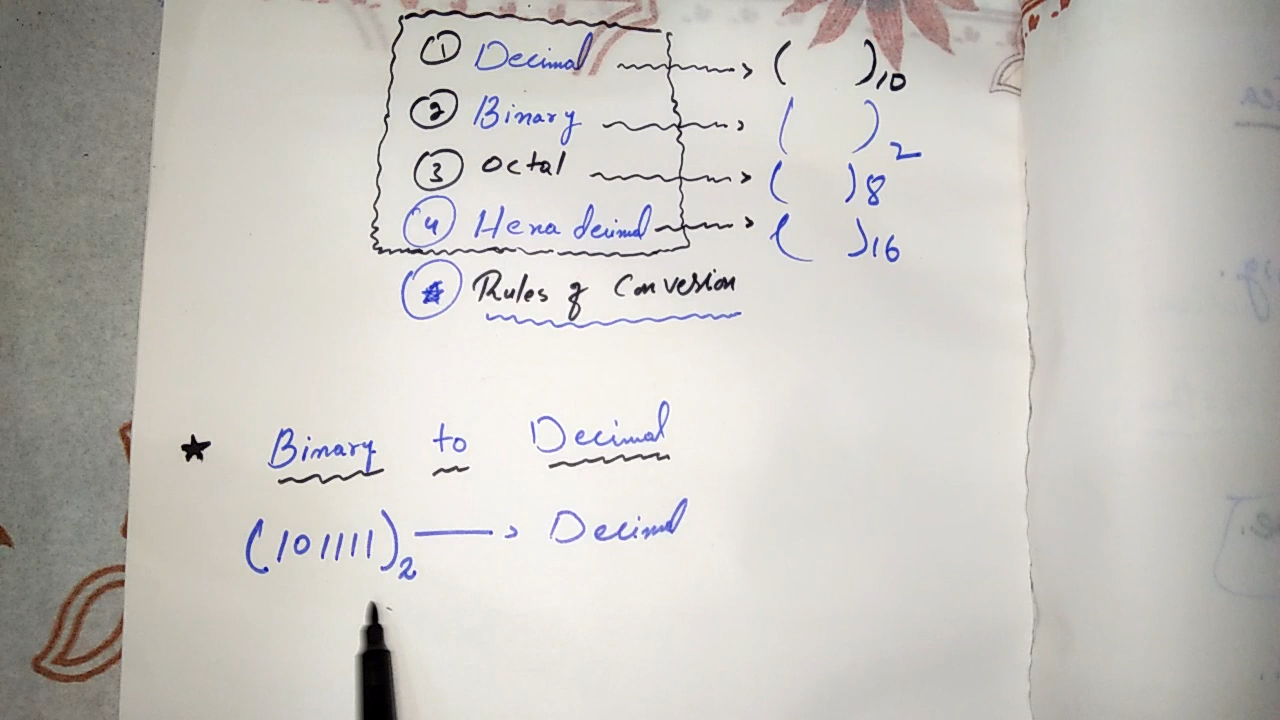 ① Decimal ⟶ ( )₁₀
② Binary ⟶ ( )₂
③ Octal ⟶ ( )₈
④ Hexa decimal ⟶ ( )₁₆
Rules of Conversion
★ Binary to Decimal
(101111)₂ ⟶ Decimal